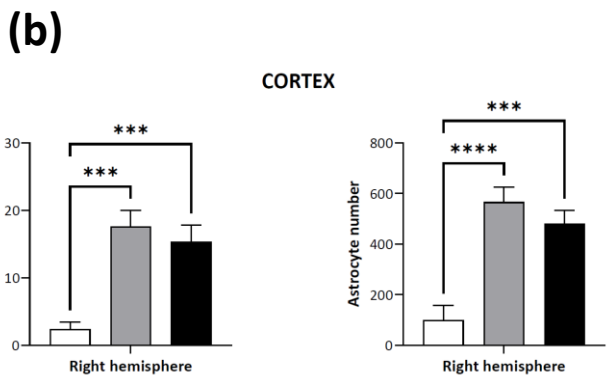 (b)
CORTEX
30
20
10
0
***
***
Right hemisphere
Astrocyte number
800
600
400
200
0
***
****
Right hemisphere